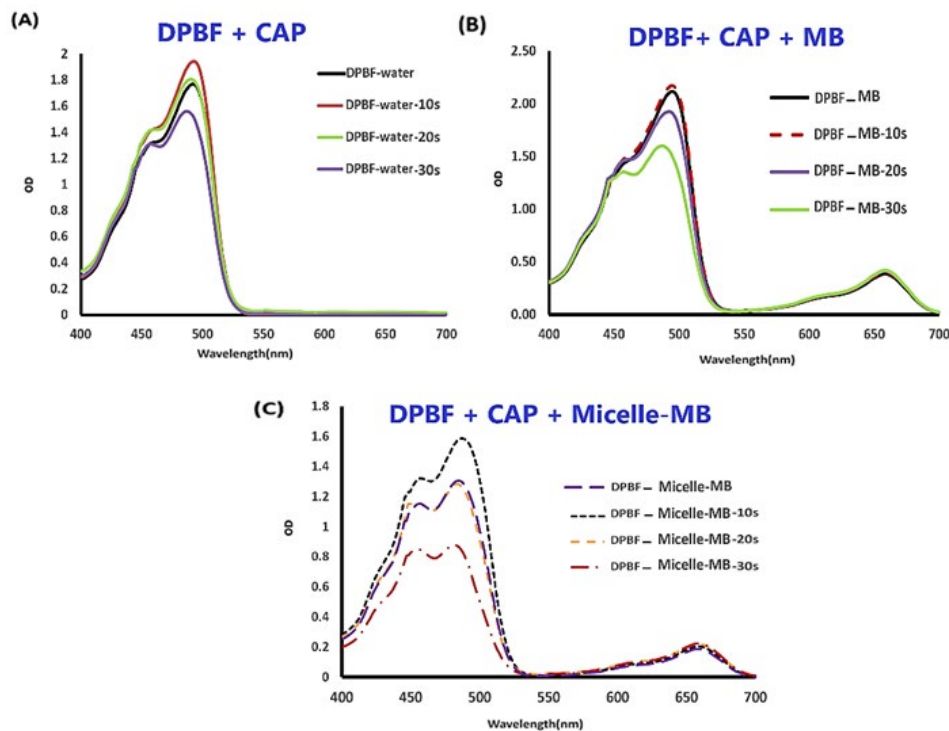 (A)
DPBF + CAP
2
1.8
1.6
1.4
1.2
1
0.8
0.6
0.4
0.2
0
OD
400
450
500
550
600
650
700
Wavelength(nm)
DPBF-water
DPBF-water-10s
DPBF-water-20s
DPBF-water-30s
(B)
DPBF+ CAP + MB
2.50
2.00
1.50
1.00
0.50
0.00
OD
400
450
500
550
600
650
700
Wavelength(nm)
DPBF– MB
DPBF– MB-10s
DPBF– MB-20s
DPBF– MB-30s
(C)
DPBF + CAP + Micelle-MB
1.8
1.6
1.4
1.2
1
0.8
0.6
0.4
0.2
0
OD
400
450
500
550
600
650
700
Wavelength(nm)
DPBF– Micelle-MB
DPBF– Micelle-MB-10s
DPBF– Micelle-MB-20s
DPBF– Micelle-MB-30s